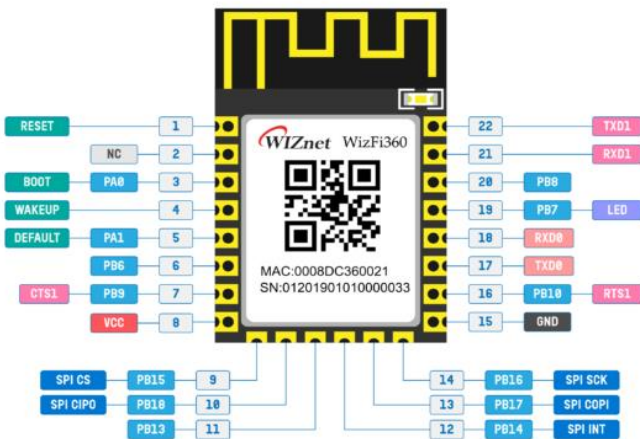 RESET 1
NC 2
BOOT PA0 3
WAKEUP 4
DEFAULT PA1 5
PB6 6
CTS1 PB9 7
VCC 8
WIZnet WizFi360
MAC:0008DC360021
SN:01201901010000033
22 TXD1
21 RXD1
20 PB8
19 PB7 LED
18 RXD0
17 TXD0
16 PB10 RTS1
15 GND
SPI CS PB15 9
SPI CIPO PB18 10
PB13 11
14 PB16 SPI SCK
13 PB17 SPI COPI
12 PB14 SPI INT